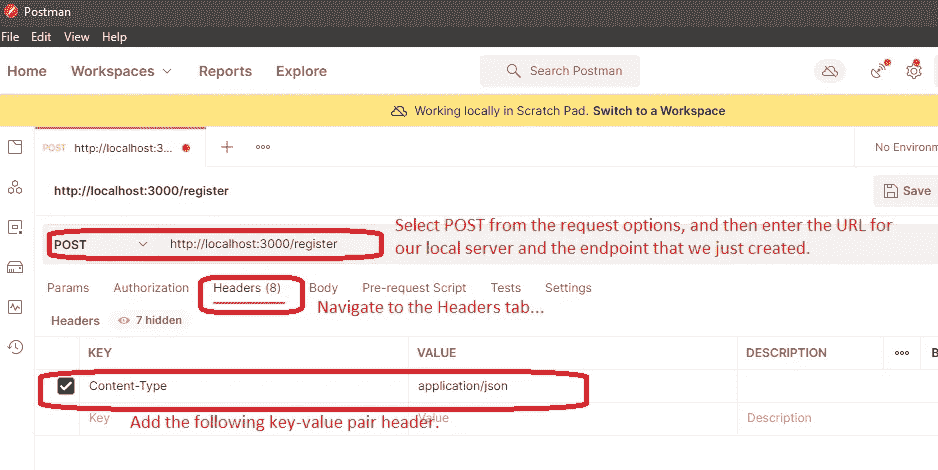 Postman
File Edit View Help
Home Workspaces Reports Explore Search Postman
Working locally in Scratch Pad. Switch to a Workspace
POST http://localhost:3... No Environm
http://localhost:3000/register Save
Select POST from the request options, and then enter the URL for
POST http://localhost:3000/register
our local server and the endpoint that we just created.
Params Authorization Headers (8) Body Pre-request Script Tests Settings
Navigate to the Headers tab...
Headers 7 hidden
KEY VALUE DESCRIPTION B
Content-Type application/json
Key Value Description
Add the following key-value pair header.